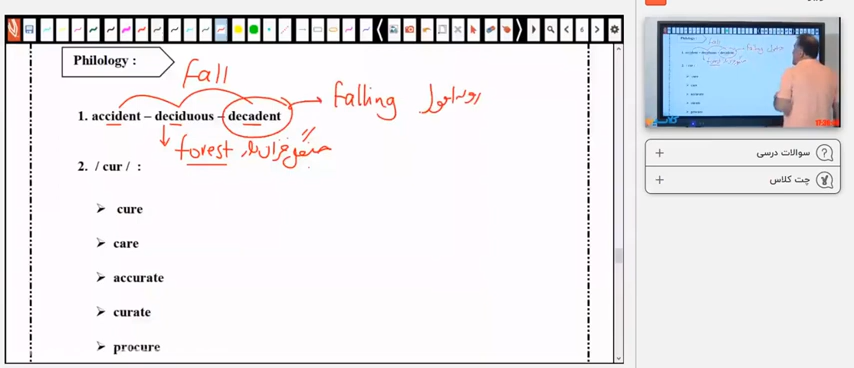 Philology :
fall
1. accident – deciduous – decadent
falling رو به افول
forest جنگل خزان‌دار
2. / cur / :
➢ cure
➢ care
➢ accurate
➢ curate
➢ procure
سوالات درسی
چت کلاس